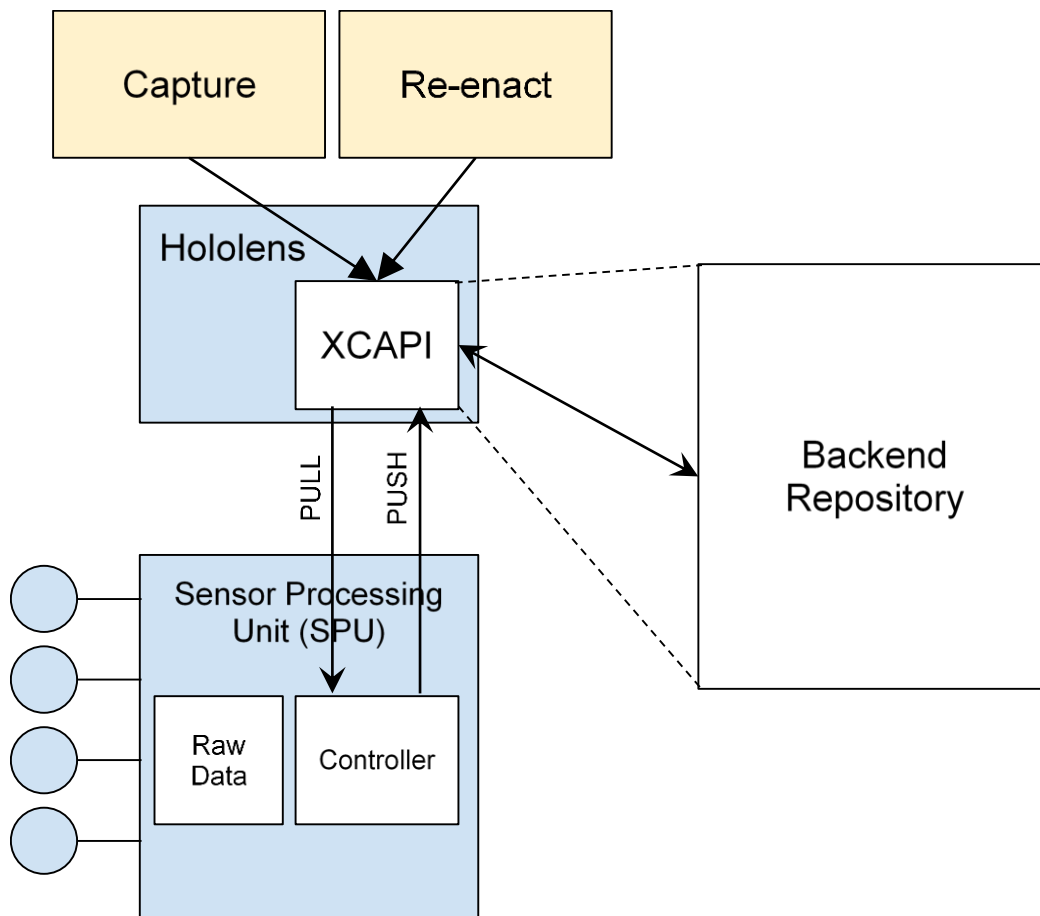 Capture
Re-enact
Hololens
XCAPI
Backend
Repository
PULL
PUSH
Sensor Processing
Unit (SPU)
Raw
Data
Controller